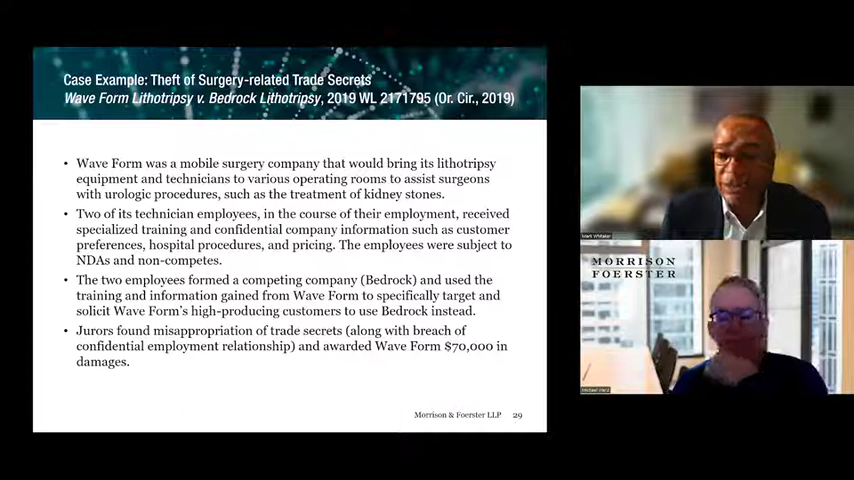 Case Example: Theft of Surgery-related Trade Secrets
Wave Form Lithotripsy v. Bedrock Lithotripsy, 2019 WL 2171795 (Or. Cir., 2019)
• Wave Form was a mobile surgery company that would bring its lithotripsy
equipment and technicians to various operating rooms to assist surgeons
with urologic procedures, such as the treatment of kidney stones.
• Two of its technician employees, in the course of their employment, received
specialized training and confidential company information such as customer
preferences, hospital procedures, and pricing. The employees were subject to
NDAs and non-competes.
• The two employees formed a competing company (Bedrock) and used the
training and information gained from Wave Form to specifically target and
solicit Wave Form's high-producing customers to use Bedrock instead.
• Jurors found misappropriation of trade secrets (along with breach of
confidential employment relationship) and awarded Wave Form $70,000 in
damages.
Morrison & Foerster LLP 29
Mark Whitaker
MORRISON
FOERSTER
Michael